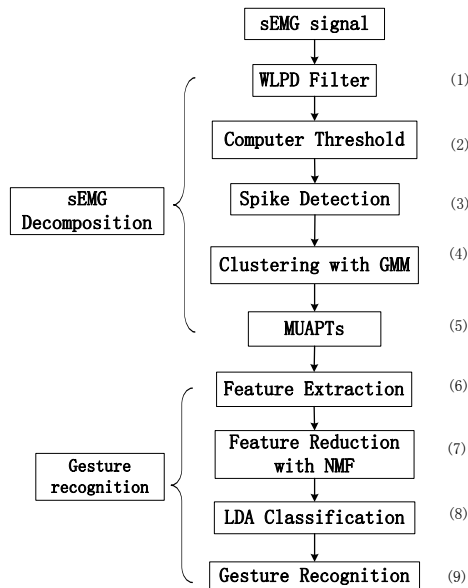 sEMG signal
WLPD Filter
(1)
Computer Threshold
(2)
sEMG
Decomposition
Spike Detection
(3)
Clustering with GMM
(4)
MUAPTs
(5)
Feature Extraction
(6)
Gesture
recognition
Feature Reduction
with NMF
(7)
LDA Classification
(8)
Gesture Recognition
(9)